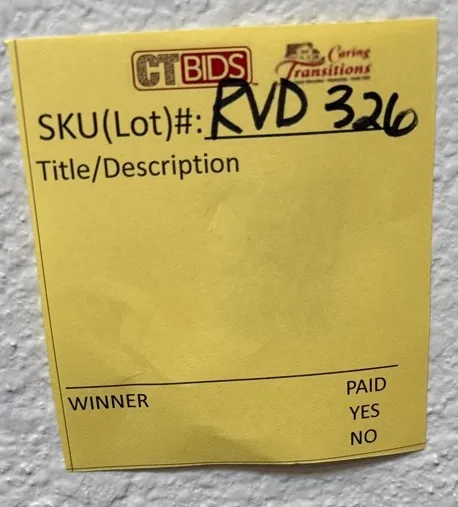 CTBIDS Caring Transitions
SKU(Lot)#: RVD 326
Title/Description
WINNER PAID
YES
NO